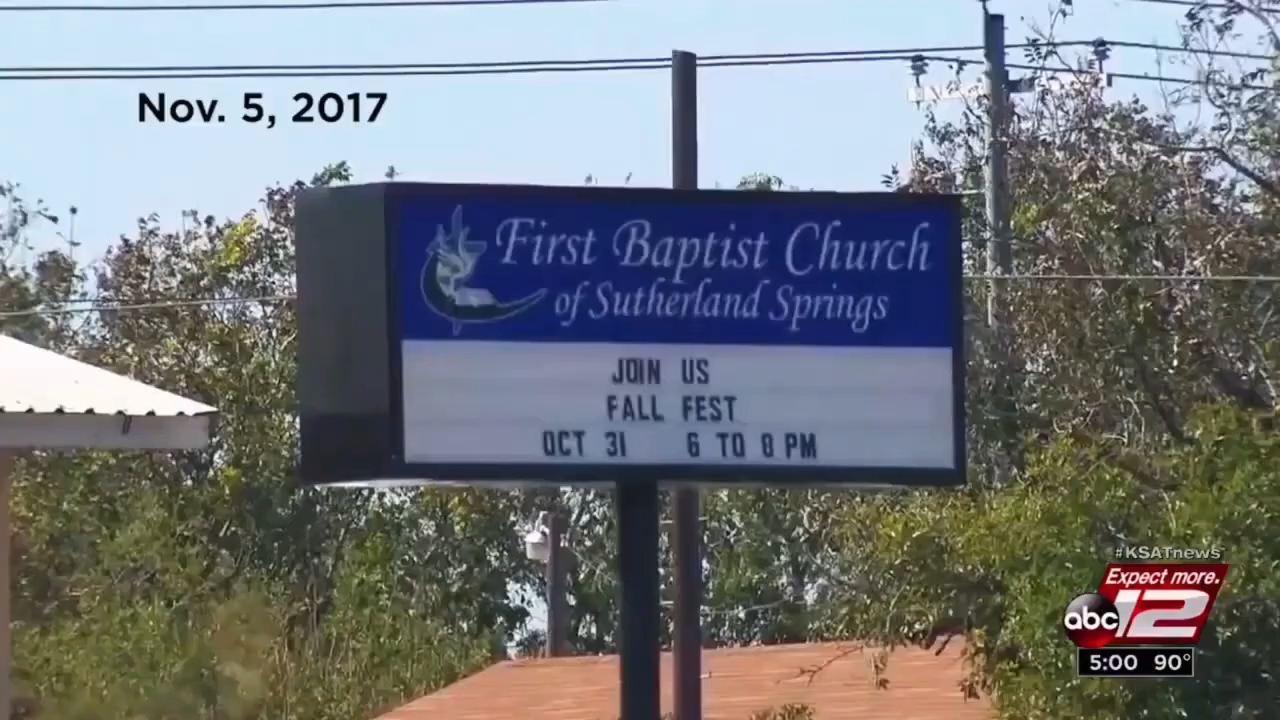 Nov. 5, 2017
First Baptist Church
of Sutherland Springs
JOIN US
FALL FEST
OCT 31 6 TO 8 PM
#KSATnews
Expect more.
abc 12
5:00 90°